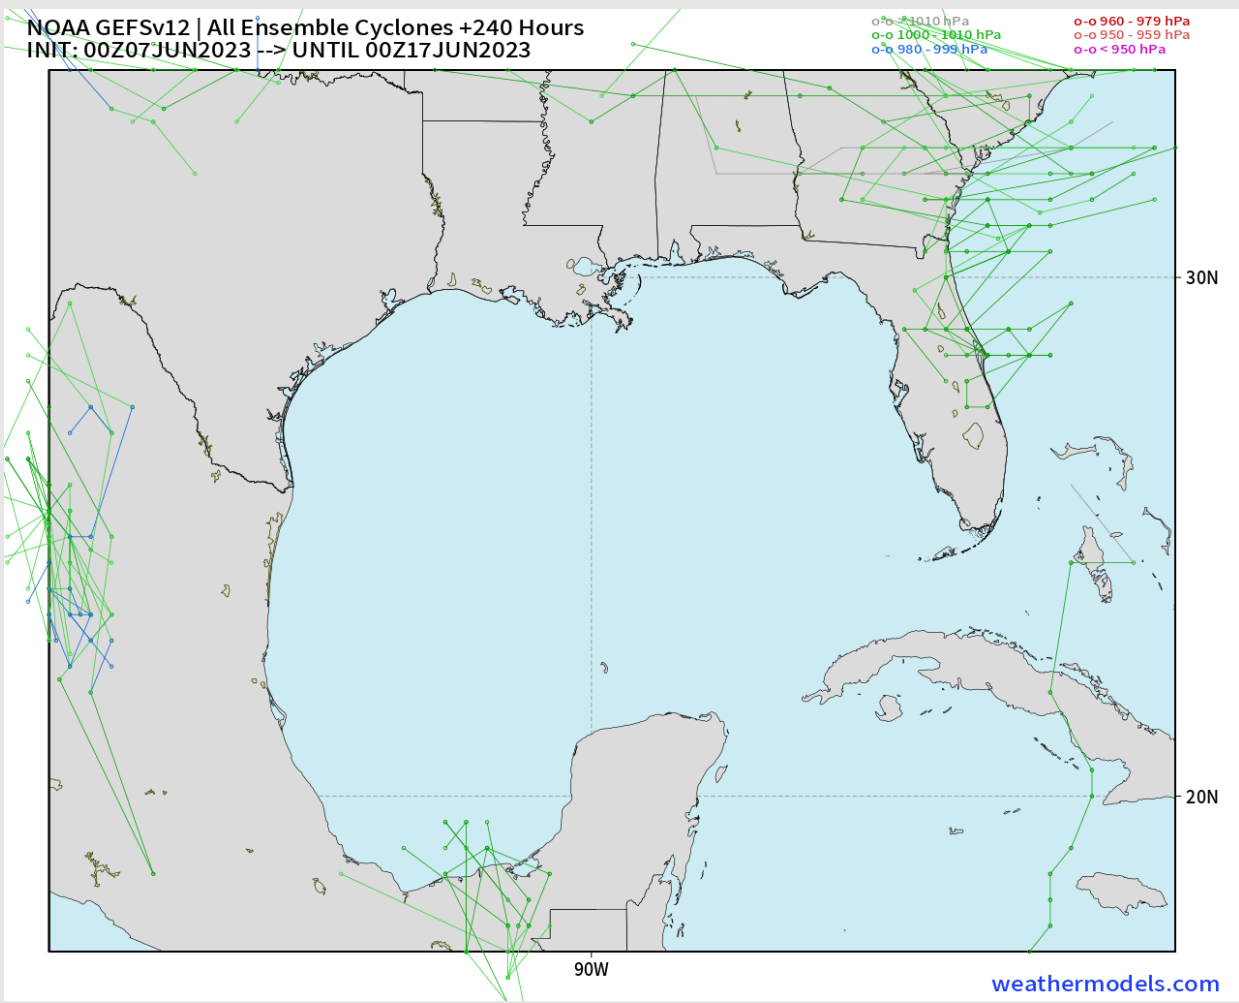 NOAA GEFSv12 | All Ensemble Cyclones +240 Hours
INIT: 00Z07JUN2023 --> UNTIL 00Z17JUN2023
o-o > 1010 hPa
o-o 1000 - 1010 hPa
o-o 980 - 999 hPa
o-o 960 - 979 hPa
o-o 950 - 959 hPa
o-o < 950 hPa
30N
20N
90W
weathermodels.com